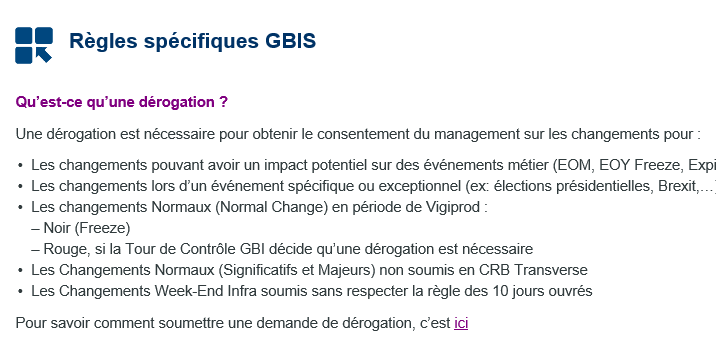 Règles spécifiques GBIS
Qu’est-ce qu’une dérogation ?
Une dérogation est nécessaire pour obtenir le consentement du management sur les changements pour :
• Les changements pouvant avoir un impact potentiel sur des événements métier (EOM, EOY Freeze,
• Les changements lors d’un événement spécifique ou exceptionnel (ex: élections présidentielles, Brexit,…)
• Les changements Normaux (Normal Change) en période de Vigiprod :
– Noir (Freeze)
– Rouge, si la Tour de Contrôle GBI décide qu’une dérogation est nécessaire
• Les Changements Normaux (Significatifs et Majeurs) non soumis en CRB Transverse
• Les Changements Week-End Infra soumis sans respecter la règle des 10 jours ouvrés
Pour savoir comment soumettre une demande de dérogation, c’est ici